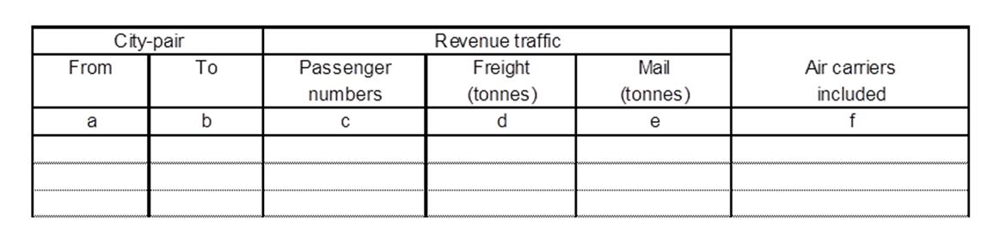 City-pair Revenue traffic
From To Passenger numbers Freight (tonnes) Mail (tonnes) Air carriers included
a b c d e f